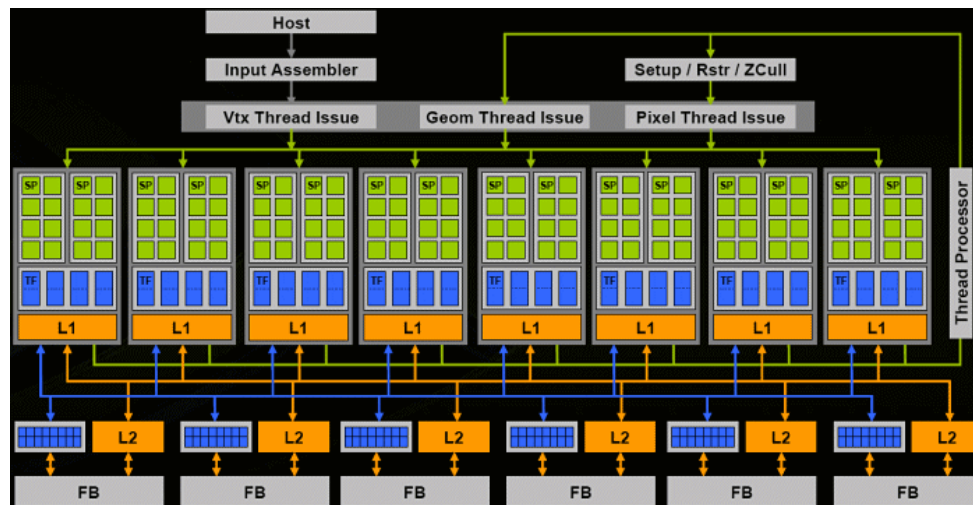 Host
Input Assembler
Setup / Rstr / ZCull
Vtx Thread Issue
Geom Thread Issue
Pixel Thread Issue
SP SP SP SP SP SP SP SP SP SP SP SP SP SP SP SP
Thread Processor
TF TF TF TF TF TF TF TF
L1 L1 L1 L1 L1 L1 L1 L1
L2 L2 L2 L2 L2 L2
FB FB FB FB FB FB